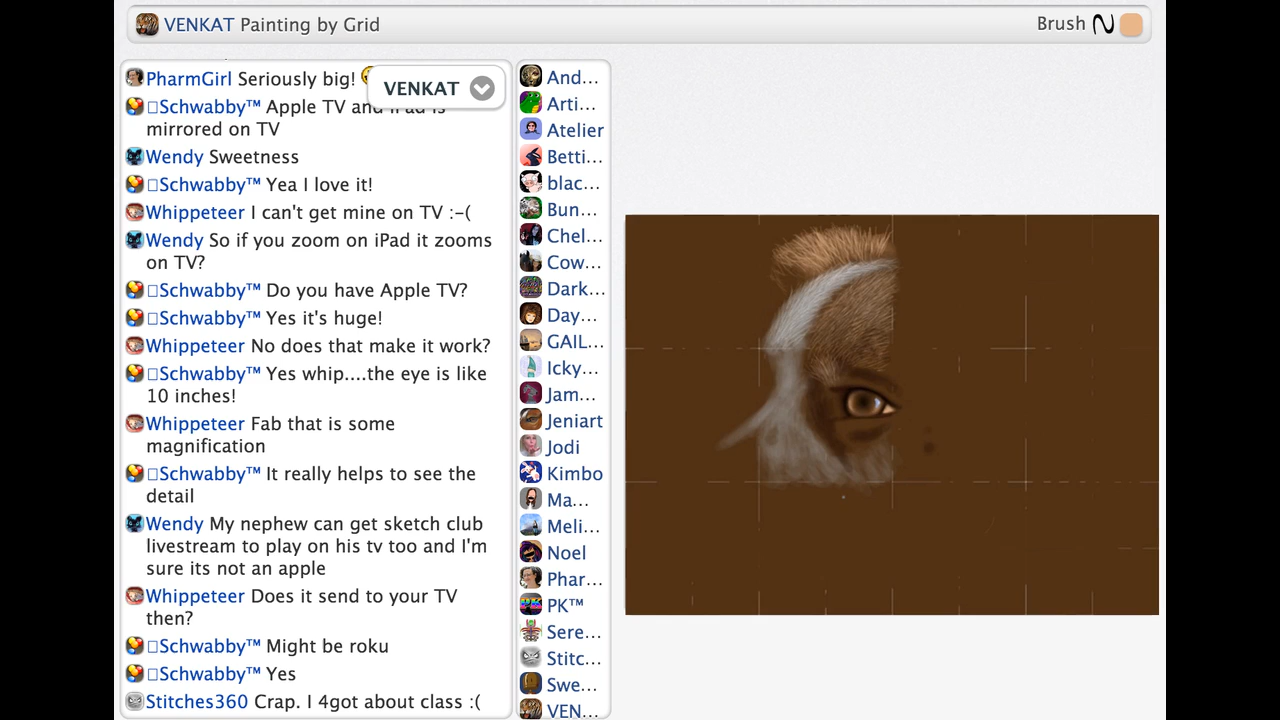 VENKAT Painting by Grid
Brush
PharmGirl Seriously big!
VENKAT
Schwabby™ Apple TV and iPad is
mirrored on TV
Wendy Sweetness
Schwabby™ Yea I love it!
Whippeteer I can't get mine on TV :-(
Wendy So if you zoom on iPad it zooms
on TV?
Schwabby™ Do you have Apple TV?
Schwabby™ Yes it's huge!
Whippeteer No does that make it work?
Schwabby™ Yes whip....the eye is like
10 inches!
Whippeteer Fab that is some
magnification
Schwabby™ It really helps to see the
detail
Wendy My nephew can get sketch club
livestream to play on his tv too and I'm
sure its not an apple
Whippeteer Does it send to your TV
then?
Schwabby™ Might be roku
Schwabby™ Yes
Stitches360 Crap. I 4got about class :(
And...
Arti...
Atelier
Betti...
blac...
Bun...
Chel...
Cow...
Dark...
Day...
GAIL...
Icky...
Jam...
Jeniart
Jodi
Kimbo
Ma...
Meli...
Noel
Phar...
PK™
Sere...
Stitc...
Swe...
VEN...